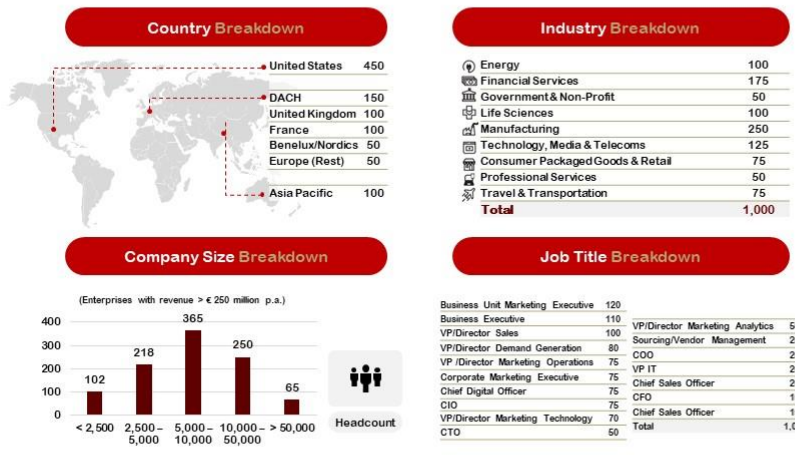 Country Breakdown
United States 450
DACH 150
United Kingdom 100
France 100
Benelux/Nordics 50
Europe (Rest) 50
Asia Pacific 100
Industry Breakdown
Energy 100
Financial Services 175
Government & Non-Profit 50
Life Sciences 100
Manufacturing 250
Technology, Media & Telecoms 125
Consumer Packaged Goods & Retail 75
Professional Services 50
Travel & Transportation 75
Total 1,000
Company Size Breakdown
(Enterprises with revenue > € 250 million p.a.)
400
300
200
100
0
102
218
365
250
65
< 2,500
2,500 – 5,000
5,000 – 10,000
10,000 – 50,000
> 50,000
Headcount
Job Title Breakdown
Business Unit Marketing Executive 120
Business Executive 110
VP/Director Sales 100
VP/Director Demand Generation 80
VP /Director Marketing Operations 75
Corporate Marketing Executive 75
Chief Digital Officer 75
CIO 75
VP/Director Marketing Technology 70
CTO 50
VP/Director Marketing Analytics
Sourcing/Vendor Management
COO
VP IT
Chief Sales Officer
CFO
Chief Sales Officer
Total